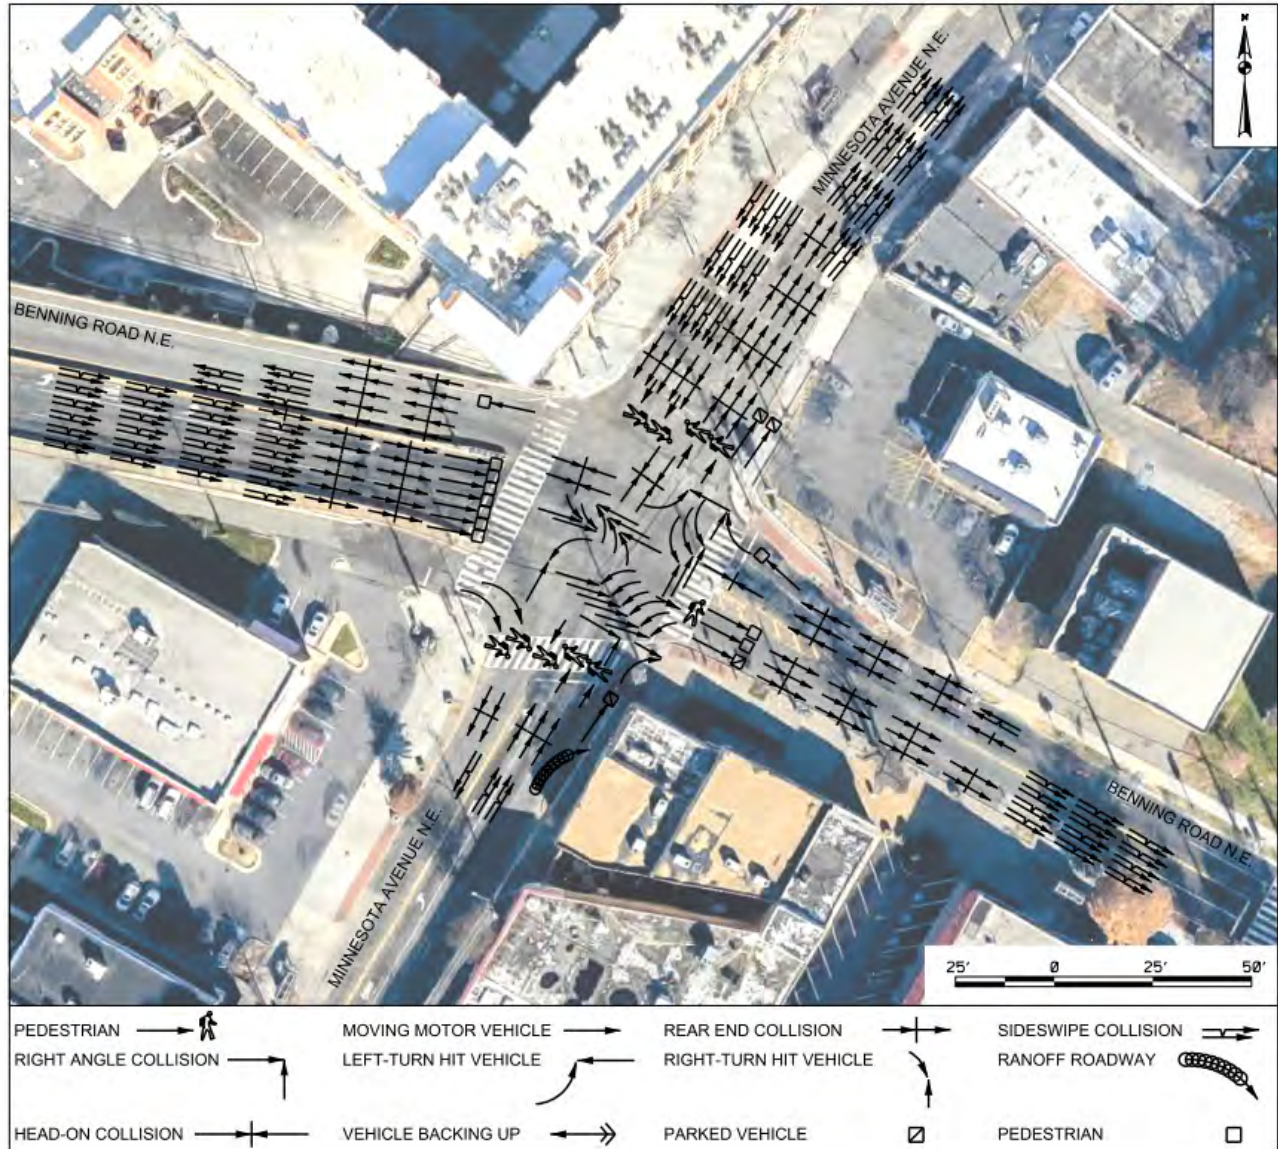 N
MINNESOTA AVENUE N.E.
BENNING ROAD N.E.
BENNING ROAD N.E.
MINNESOTA AVENUE N.E.
25' 0 25' 50'
PEDESTRIAN MOVING MOTOR VEHICLE REAR END COLLISION SIDESWIPE COLLISION
RIGHT ANGLE COLLISION LEFT-TURN HIT VEHICLE RIGHT-TURN HIT VEHICLE RANOFF ROADWAY
HEAD-ON COLLISION VEHICLE BACKING UP PARKED VEHICLE PEDESTRIAN